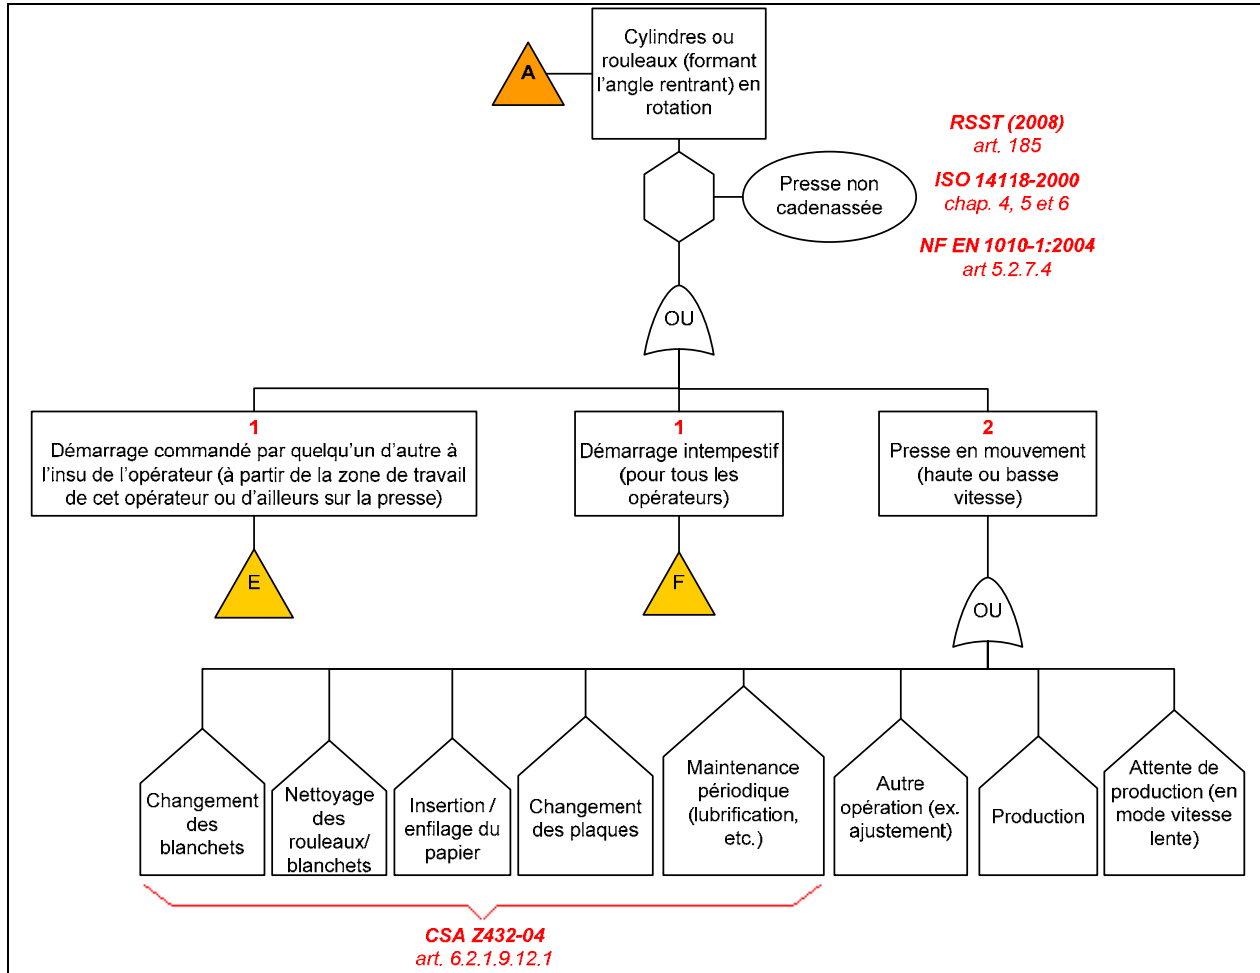 A
Cylindres ou
rouleaux (formant
l'angle rentrant) en
rotation
RSST (2008)
art. 185
ISO 14118-2000
chap. 4, 5 et 6
NF EN 1010-1:2004
art 5.2.7.4
Presse non
cadenassée
OU
1
Démarrage commandé par quelqu'un d'autre à
l'insu de l'opérateur (à partir de la zone de travail
de cet opérateur ou d'ailleurs sur la presse)
1
Démarrage intempestif
(pour tous les
opérateurs)
2
Presse en mouvement
(haute ou basse
vitesse)
E
F
OU
Changement
des
blanchets
Nettoyage
des
rouleaux/
blanchets
Insertion /
enfilage du
papier
Changement
des plaques
Maintenance
périodique
(lubrification,
etc.)
Autre
opération (ex.
ajustement)
Production
Attente de
production (en
mode vitesse
lente)
CSA Z432-04
art. 6.2.1.9.12.1